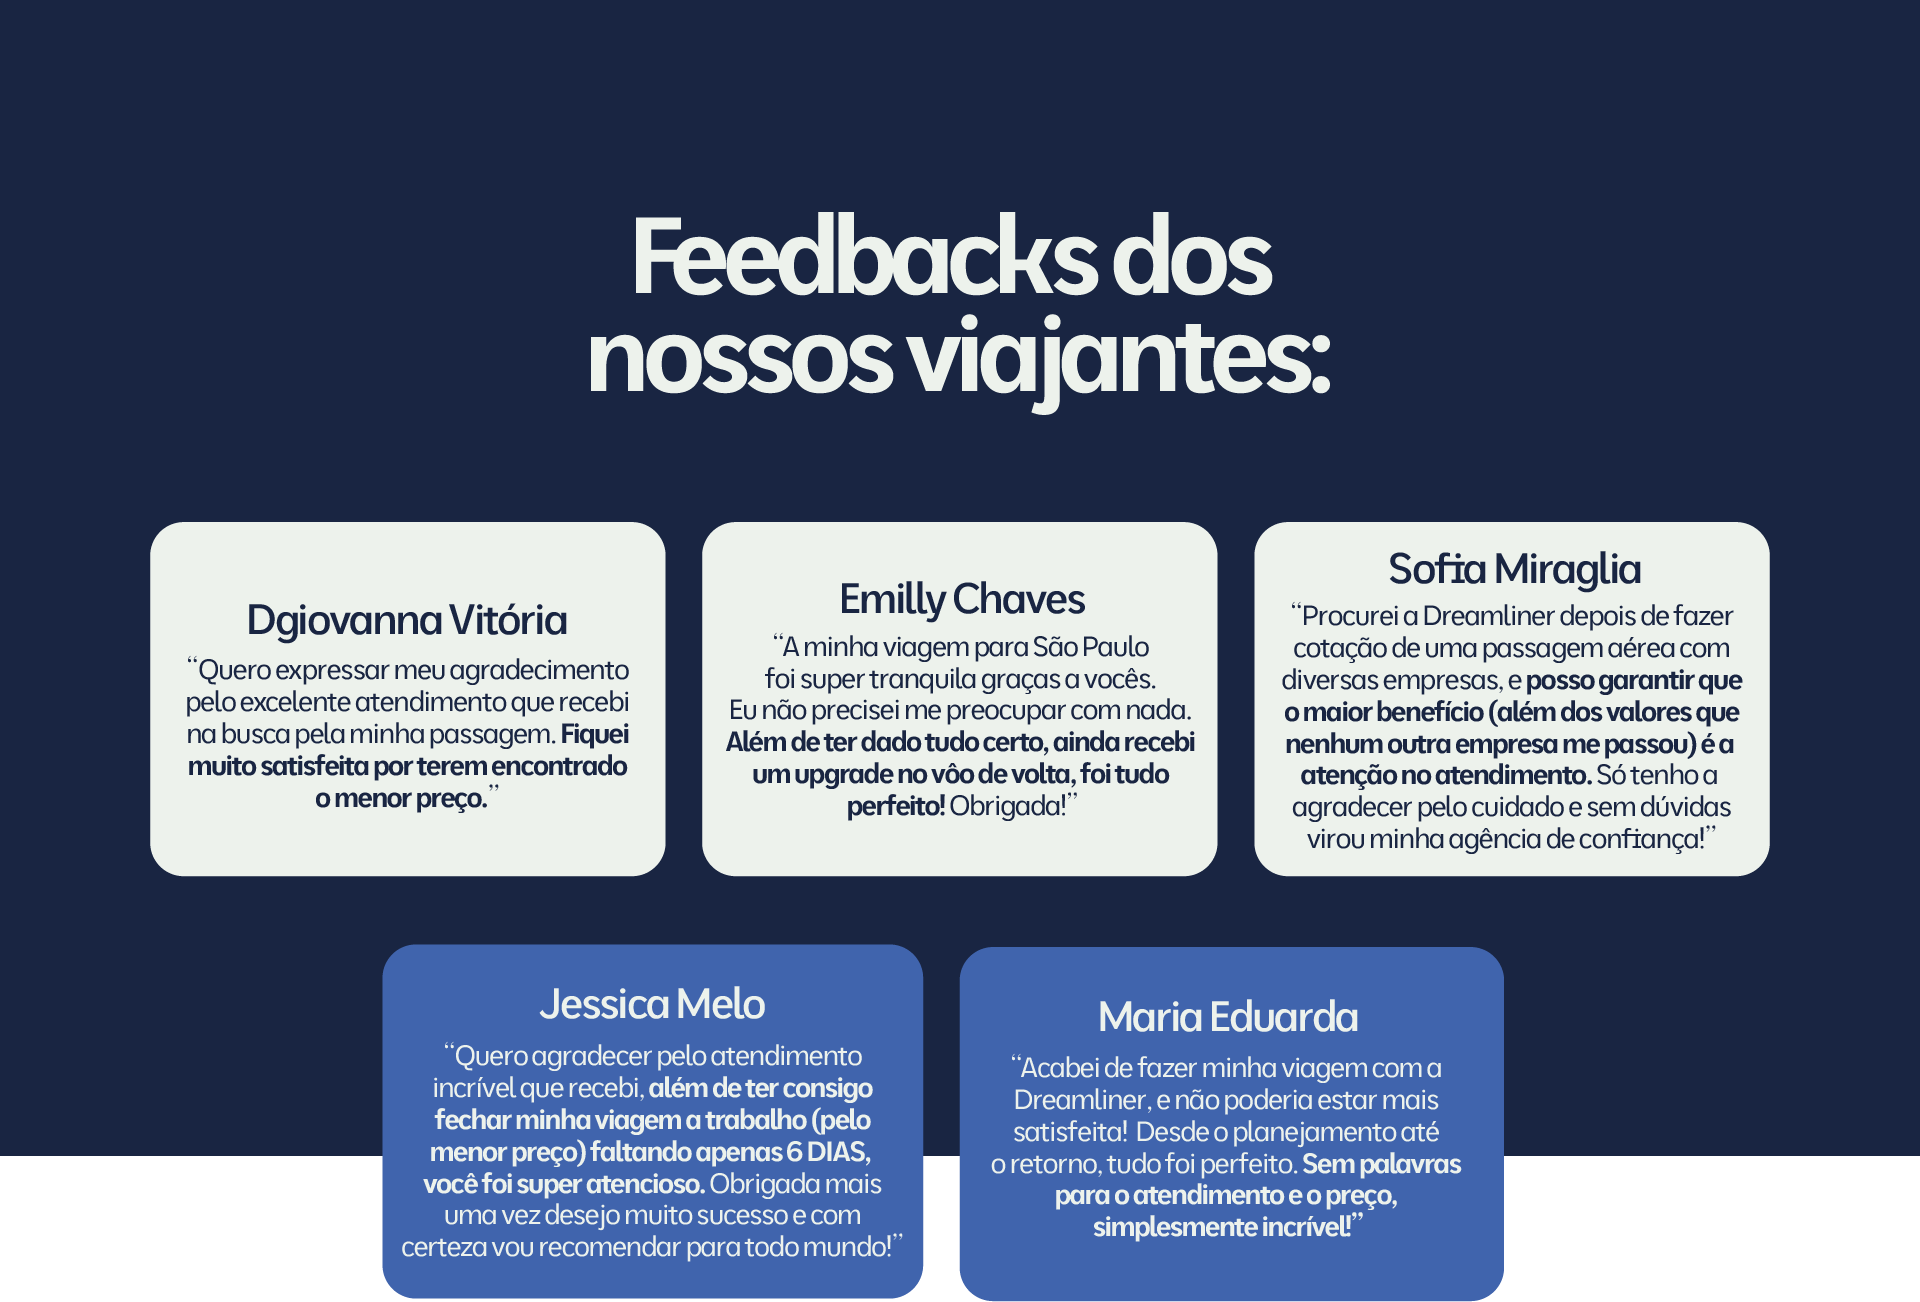 Feedbacks dos
nossos viajantes:
Dgiovanna Vitória
“Quero expressar meu agradecimento
pelo excelente atendimento que recebi
na busca pela minha passagem. Fiquei
muito satisfeita por terem encontrado
o menor preço.”
Emilly Chaves
“A minha viagem para São Paulo
foi super tranquila graças a vocês.
Eu não precisei me preocupar com nada.
Além de ter dado tudo certo, ainda recebi
um upgrade no vôo de volta, foi tudo
perfeito! Obrigada!”
Sofia Miraglia
“Procurei a Dreamliner depois de fazer
cotação de uma passagem aérea com
diversas empresas, e posso garantir que
o maior benefício (além dos valores que
nenhum outra empresa me passou) é a
atenção no atendimento. Só tenho a
agradecer pelo cuidado e sem dúvidas
virou minha agência de confiança!”
Jessica Melo
“Quero agradecer pelo atendimento
incrível que recebi, além de ter consigo
fechar minha viagem a trabalho (pelo
menor preço) faltando apenas 6 DIAS,
você foi super atencioso. Obrigada mais
uma vez desejo muito sucesso e com
certeza vou recomendar para todo mundo!”
Maria Eduarda
“Acabei de fazer minha viagem com a
Dreamliner, e não poderia estar mais
satisfeita! Desde o planejamento até
o retorno, tudo foi perfeito. Sem palavras
para o atendimento e o preço,
simplesmente incrível!”